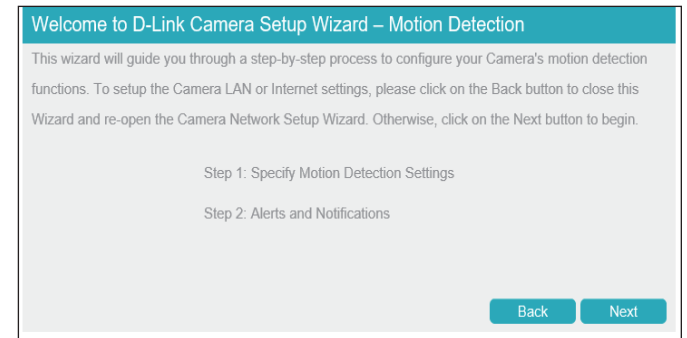 Welcome to D-Link Camera Setup Wizard – Motion Detection
This wizard will guide you through a step-by-step process to configure your Camera's motion detection
functions. To setup the Camera LAN or Internet settings, please click on the Back button to close this
Wizard and re-open the Camera Network Setup Wizard. Otherwise, click on the Next button to begin.
Step 1: Specify Motion Detection Settings
Step 2: Alerts and Notifications
Back Next